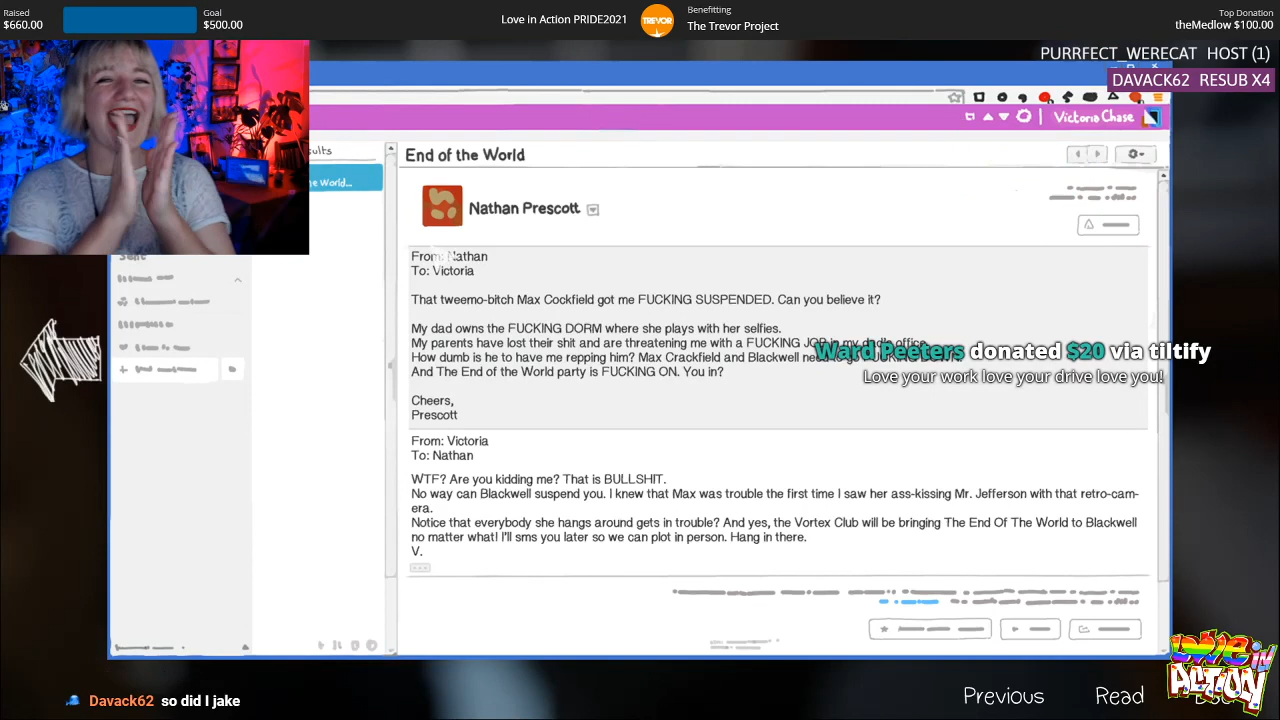 Raised
$660.00
Goal
$500.00
Love in Action PRIDE2021
TREVOR
Benefitting
The Trevor Project
Top Donation
theMedlow $100.00
PURRFECT_WERECAT HOST (1)
DAVACK62 RESUB X4
Victoria Chase
ults
e World...
Sent
End of the World
Nathan Prescott
From: Nathan
To: Victoria
That tweemo-bitch Max Cockfield got me FUCKING SUSPENDED. Can you believe it?
My dad owns the FUCKING DORM where she plays with her selfies.
My parents have lost their shit and are threatening me with a FUCKING JOB in
How dumb is he to have me repping him? Max Crackfield and Blackwell
And The End of the World party is FUCKING ON. You in?
Cheers,
Prescott
Ward Peeters donated $20 via tiltify
Love your work love your drive love you!
From: Victoria
To: Nathan
WTF? Are you kidding me? That is BULLSHIT.
No way can Blackwell suspend you. I knew that Max was trouble the first time I saw her ass-kissing Mr. Jefferson with that retro-cam-
era.
Notice that everybody she hangs around gets in trouble? And yes, the Vortex Club will be bringing The End Of The World to Blackwell
no matter what! I'll sms you later so we can plot in person. Hang in there.
V.
Davack62 so did I jake
Previous
Read